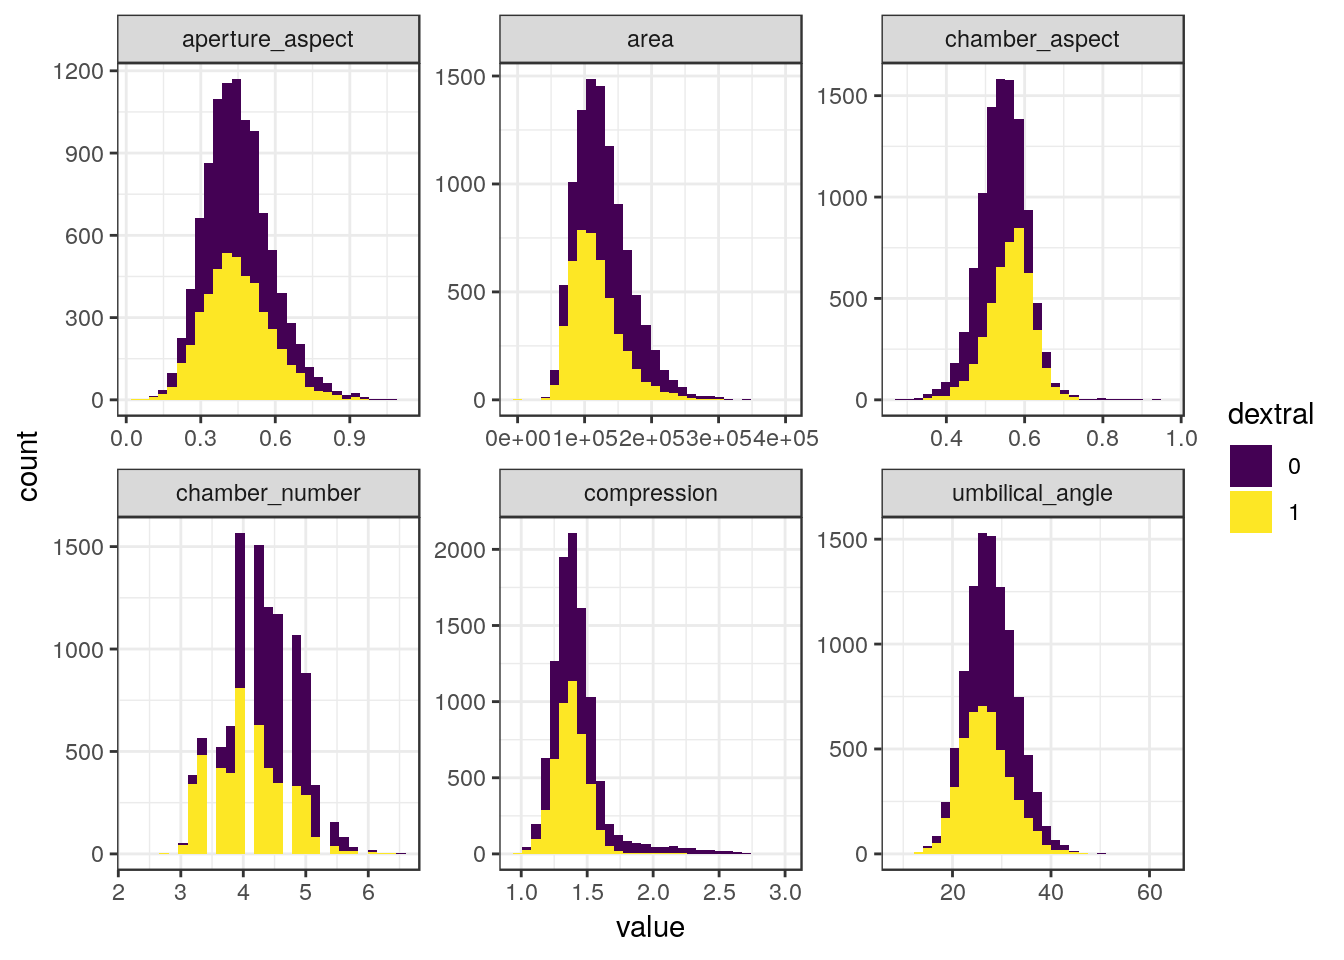 aperture_aspect area chamber_aspect
1200
900
600
300
0
0.0 0.3 0.6 0.9
1500
1000
500
0
0e+001e+052e+053e+054e+05
1500
1000
500
0
0.4 0.6 0.8 1.0
chamber_number compression umbilical_angle
1500
1000
500
0
2 3 4 5 6
2000
1500
1000
500
0
1.0 1.5 2.0 2.5 3.0
1500
1000
500
0
20 40 60
count
value
dextral
0
1